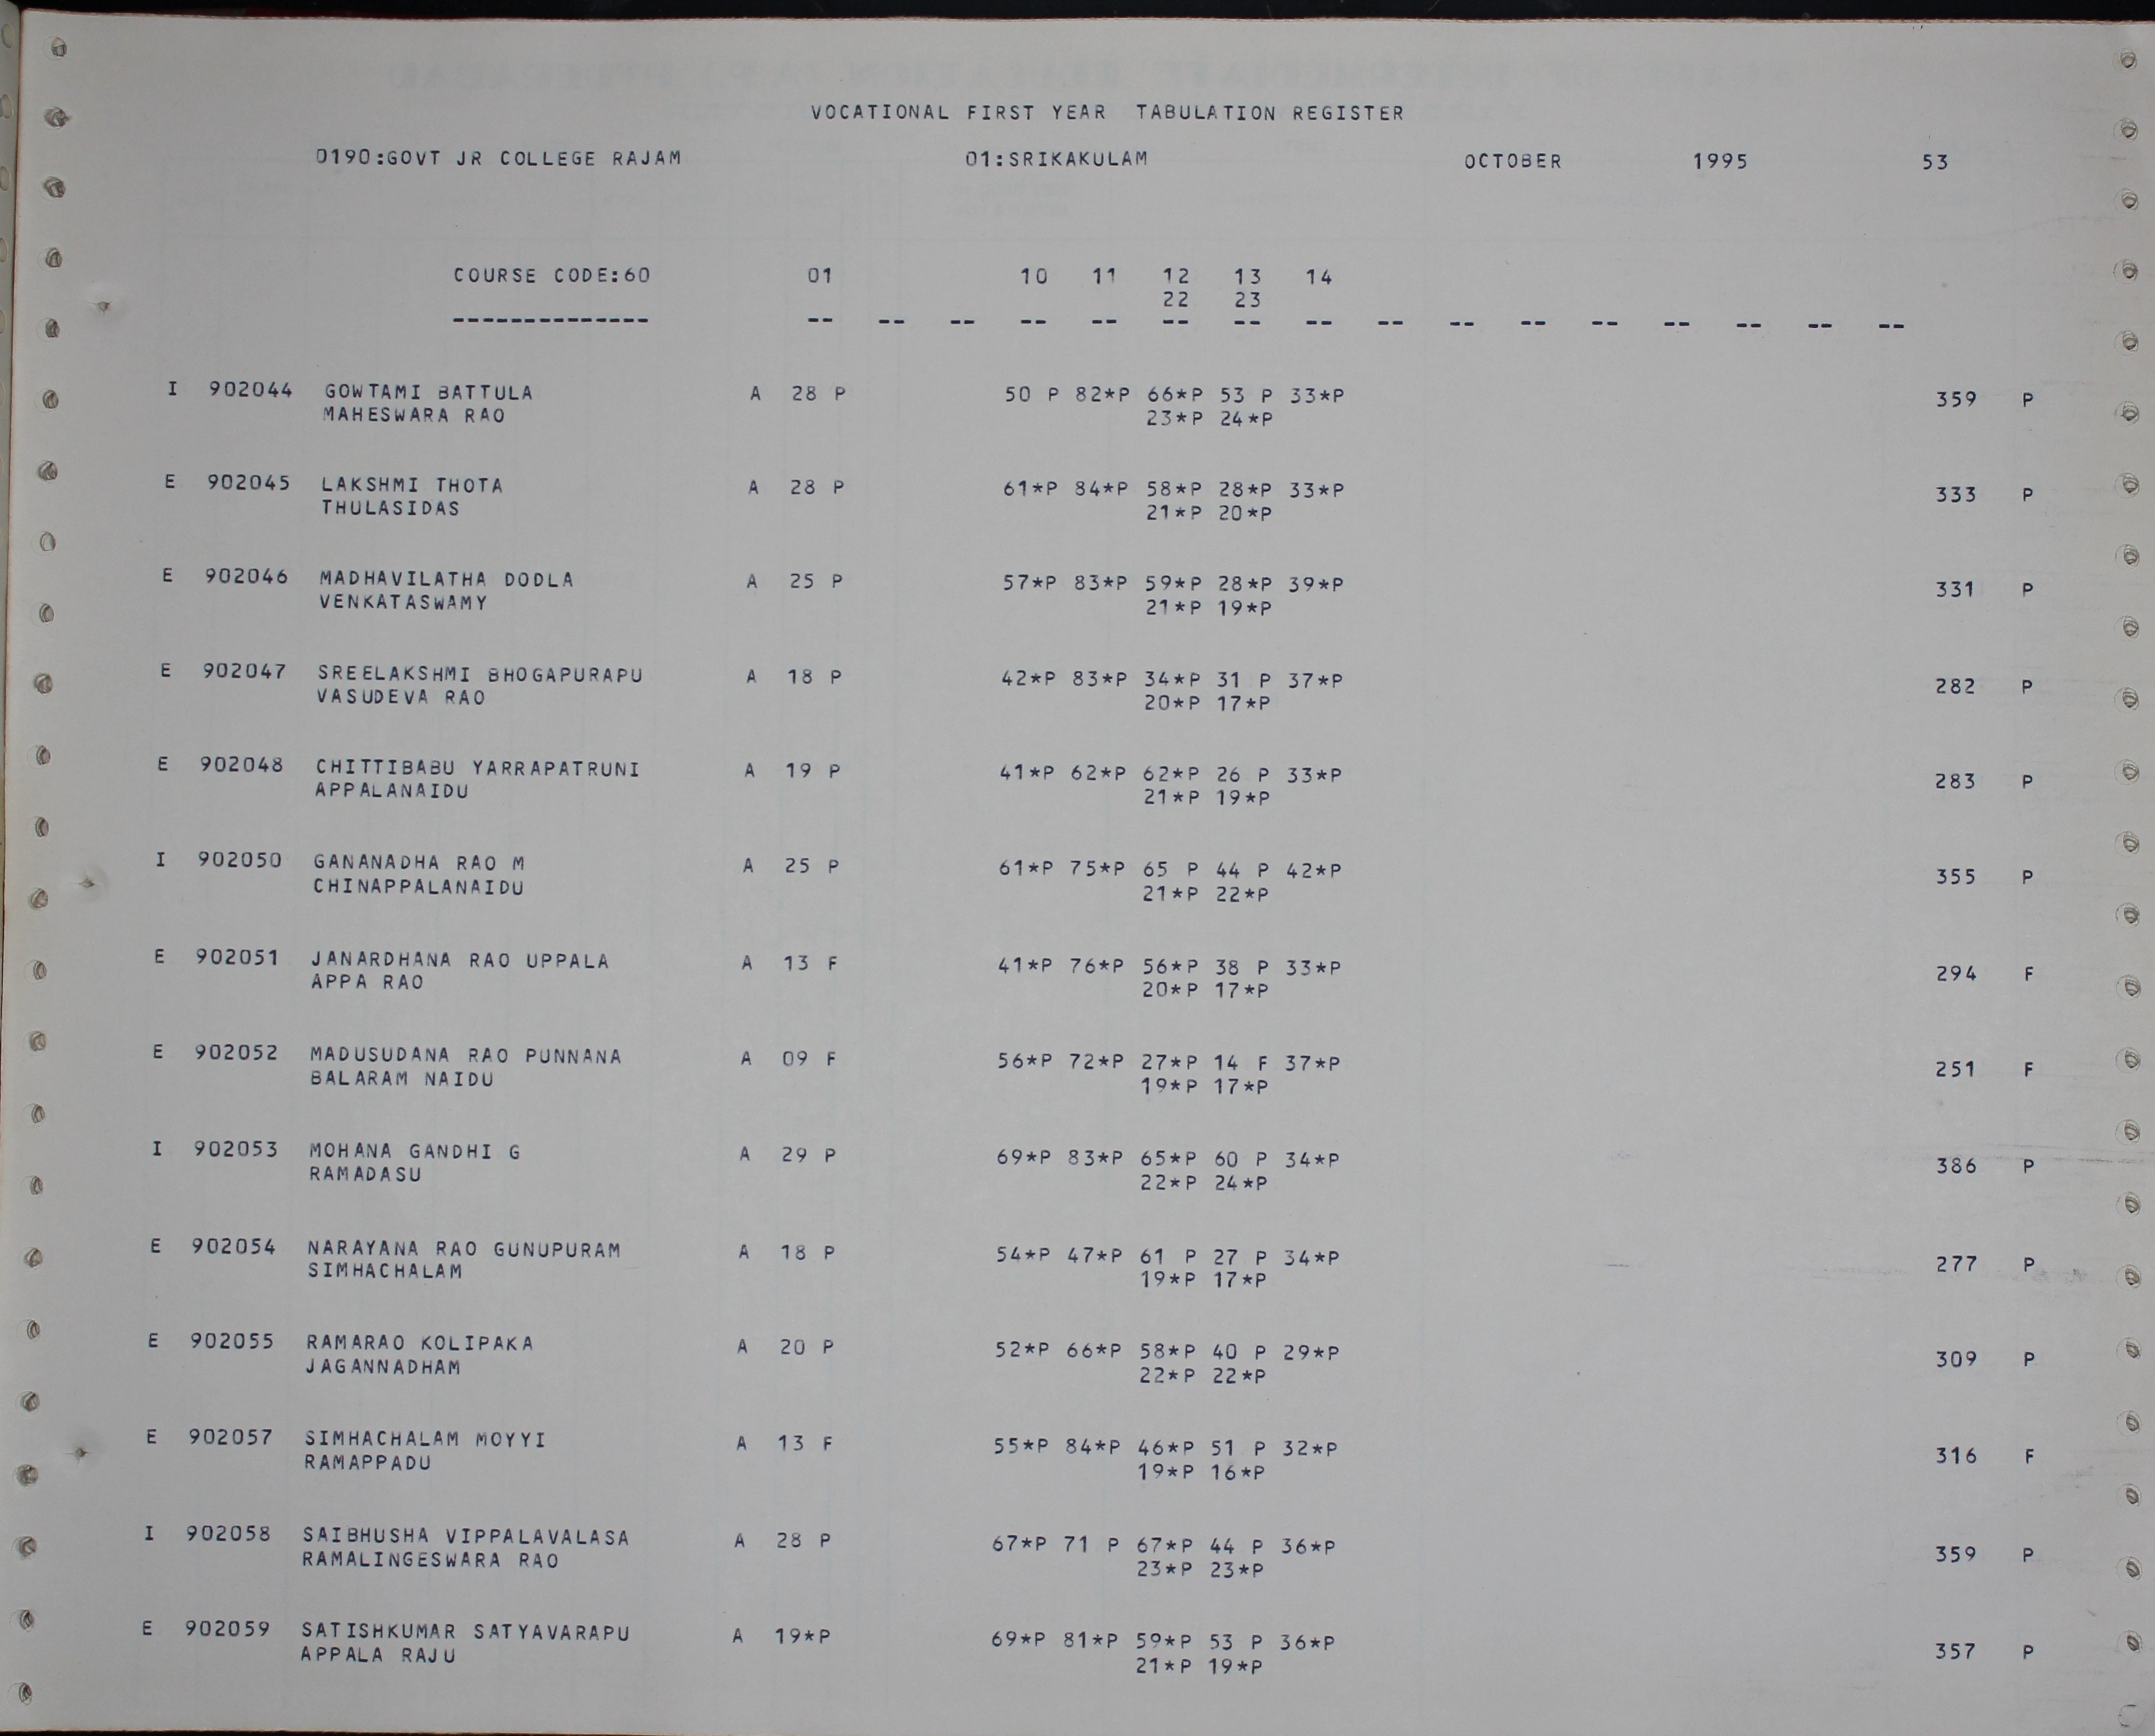 VOCATIONAL FIRST YEAR TABULATION REGISTER
0190:GOVT JR COLLEGE RAJAM 01:SRIKAKULAM OCTOBER 1995 53
COURSE CODE:60 01 10 11 12 13 14
22 23
-------------- -- -- -- -- -- -- -- -- -- -- -- -- -- -- -- --
I 902044 GOWTAMI BATTULA A 28 P 50 P 82*P 66*P 53 P 33*P 359 P
MAHESWARA RAO 23*P 24*P
E 902045 LAKSHMI THOTA A 28 P 61*P 84*P 58*P 28*P 33*P 333 P
THULASIDAS 21*P 20*P
E 902046 MADHAVILATHA DODLA A 25 P 57*P 83*P 59*P 28*P 39*P 331 P
VENKATASWAMY 21*P 19*P
E 902047 SREELAKSHMI BHOGAPURAPU A 18 P 42*P 83*P 34*P 31 P 37*P 282 P
VASUDEVA RAO 20*P 17*P
E 902048 CHITTIBABU YARRAPATRUNI A 19 P 41*P 62*P 62*P 26 P 33*P 283 P
APPALANAIDU 21*P 19*P
I 902050 GANANADHA RAO M A 25 P 61*P 75*P 65 P 44 P 42*P 355 P
CHINAPPALANAIDU 21*P 22*P
E 902051 JANARDHANA RAO UPPALA A 13 F 41*P 76*P 56*P 38 P 33*P 294 F
APPA RAO 20*P 17*P
E 902052 MADUSUDANA RAO PUNNANA A 09 F 56*P 72*P 27*P 14 F 37*P 251 F
BALARAM NAIDU 19*P 17*P
I 902053 MOHANA GANDHI G A 29 P 69*P 83*P 65*P 60 P 34*P 386 P
RAMADASU 22*P 24*P
E 902054 NARAYANA RAO GUNUPURAM A 18 P 54*P 47*P 61 P 27 P 34*P 277 P
SIMHACHALAM 19*P 17*P
E 902055 RAMARAO KOLIPAKA A 20 P 52*P 66*P 58*P 40 P 29*P 309 P
JAGANNADHAM 22*P 22*P
E 902057 SIMHACHALAM MOYYI A 13 F 55*P 84*P 46*P 51 P 32*P 316 F
RAMAPPADU 19*P 16*P
I 902058 SAIBHUSHA VIPPALAVALASA A 28 P 67*P 71 P 67*P 44 P 36*P 359 P
RAMALINGESWARA RAO 23*P 23*P
E 902059 SATISHKUMAR SATYAVARAPU A 19*P 69*P 81*P 59*P 53 P 36*P 357 P
APPALA RAJU 21*P 19*P